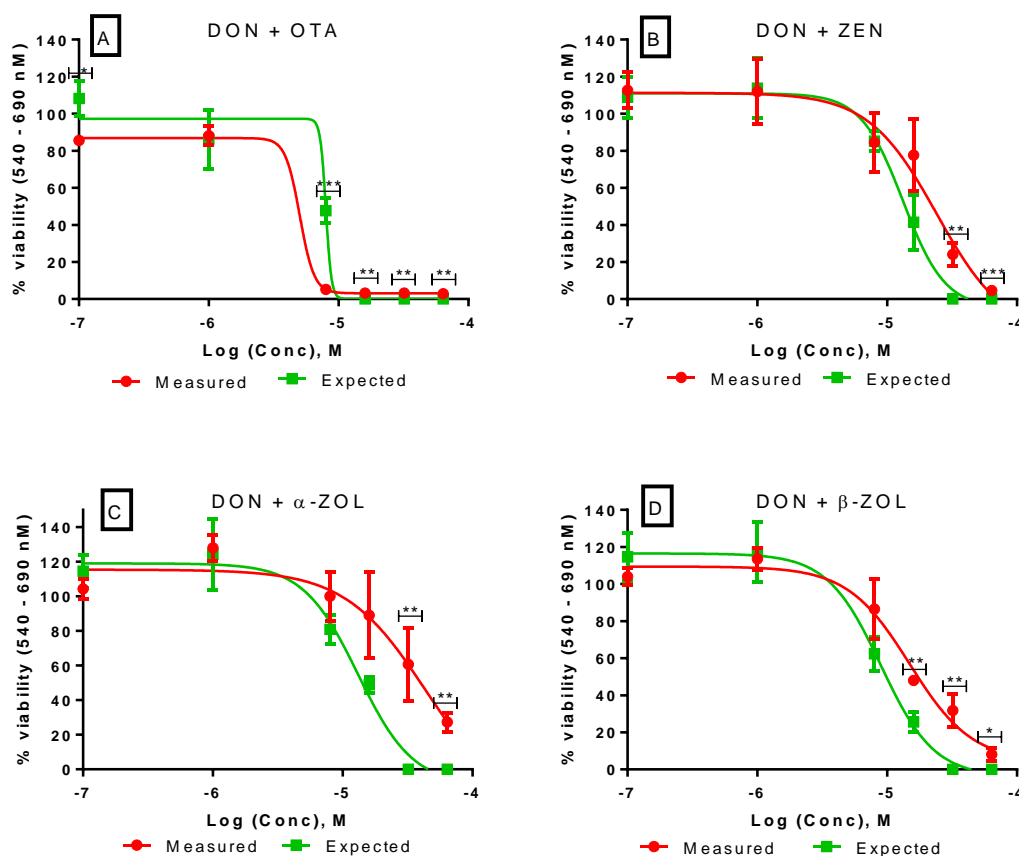 A
DON + OTA
% viability (540 - 690 nM)
140
120
100
80
60
40
20
0
*
***
**
**
**
-7
-6
-5
-4
Log (Conc), M
Measured
Expected
B
DON + ZEN
% viability (540 - 690 nM)
140
120
100
80
60
40
20
0
**
***
-7
-6
-5
-4
Log (Conc), M
Measured
Expected
C
DON + α-ZOL
% viability (540 - 690 nM)
140
120
100
80
60
40
20
0
**
**
-7
-6
-5
-4
Log (Conc), M
Measured
Expected
D
DON + β-ZOL
% viability (540 - 690 nM)
140
120
100
80
60
40
20
0
**
**
*
-7
-6
-5
-4
Log (Conc), M
Measured
Expected